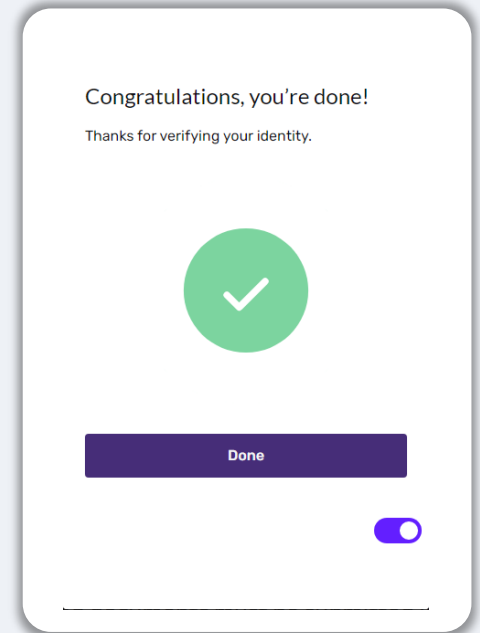 Congratulations, you’re done!
Thanks for verifying your identity.
Done